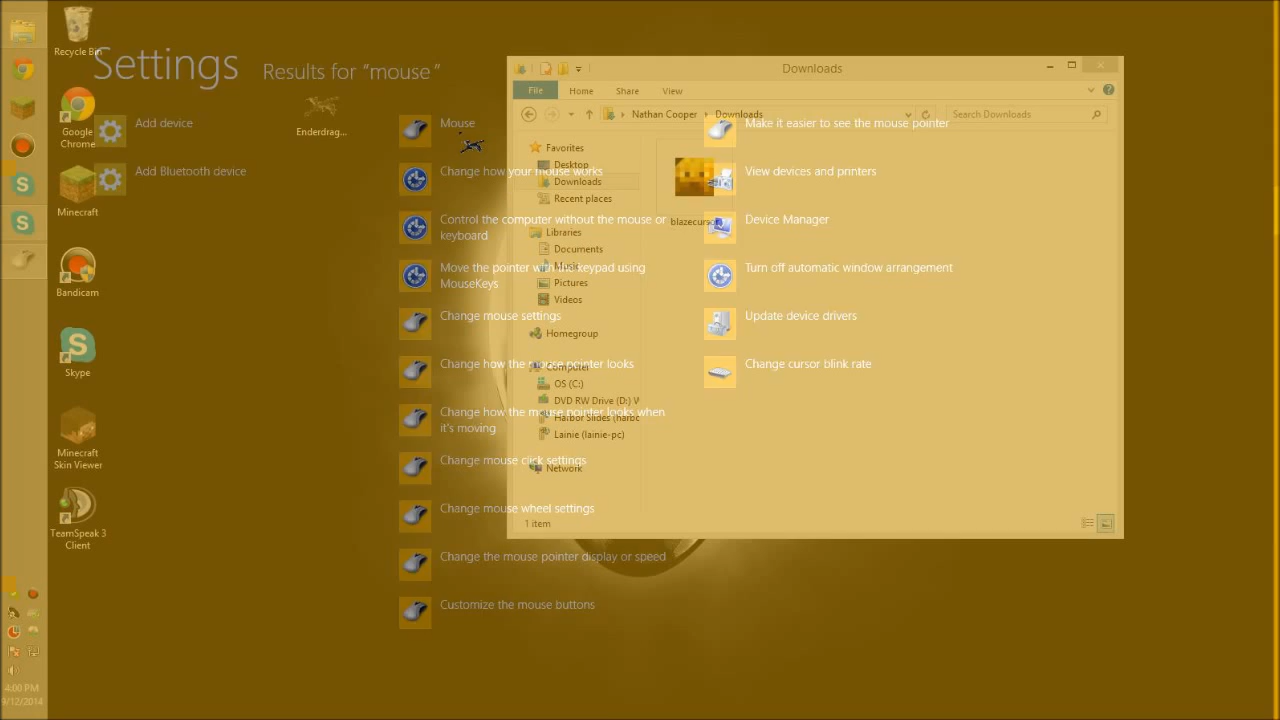 Recycle Bin
Settings
Results for "mouse"
Downloads
File
Home
Share
View
Google
Chrome
Add device
Enderdrag...
Mouse
Nathan Cooper
Downloads
Search Downloads
Make it easier to see the mouse pointer
Favorites
Desktop
Add Bluetooth device
Change how your mouse works
View devices and printers
Downloads
Recent places
Minecraft
Control the computer without the mouse or
keyboard
blazecurso
Device Manager
Libraries
Documents
Music
Move the pointer with the keypad using
MouseKeys
Turn off automatic window arrangement
Pictures
Videos
Bandicam
Change mouse settings
Update device drivers
Homegroup
Skype
Change how the mouse pointer looks
Computer
Change cursor blink rate
OS (C:)
DVD RW Drive (D:) V
Change how the mouse pointer looks when
it's moving
Harbor Slides (harbo
Lainie (lainie-pc)
Minecraft
Skin Viewer
Change mouse click settings
Network
Change mouse wheel settings
1 item
TeamSpeak 3
Client
Change the mouse pointer display or speed
Customize the mouse buttons
4:00 PM
9/12/2014